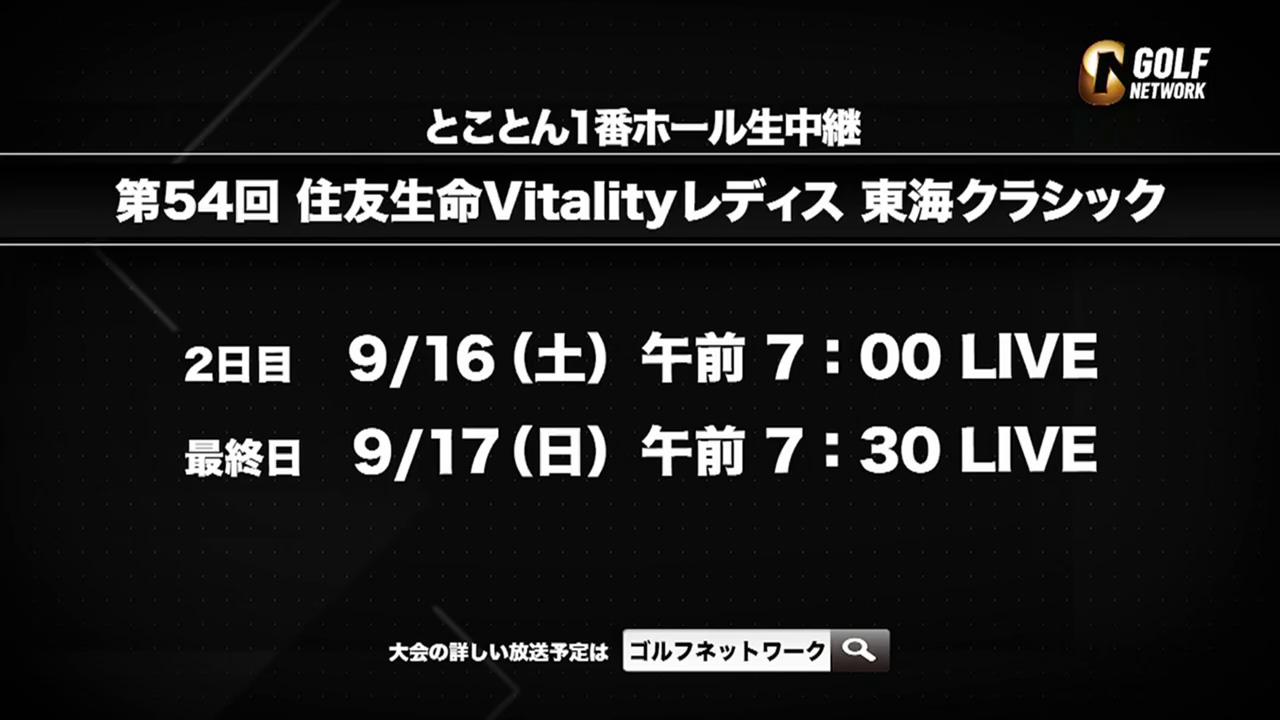 GOLF
NETWORK
とことん1番ホール生中継
第54回 住友生命Vitalityレディス 東海クラシック
2日目 9/16(土) 午前 7:00 LIVE
最終日 9/17(日) 午前 7:30 LIVE
大会の詳しい放送予定は ゴルフネットワーク